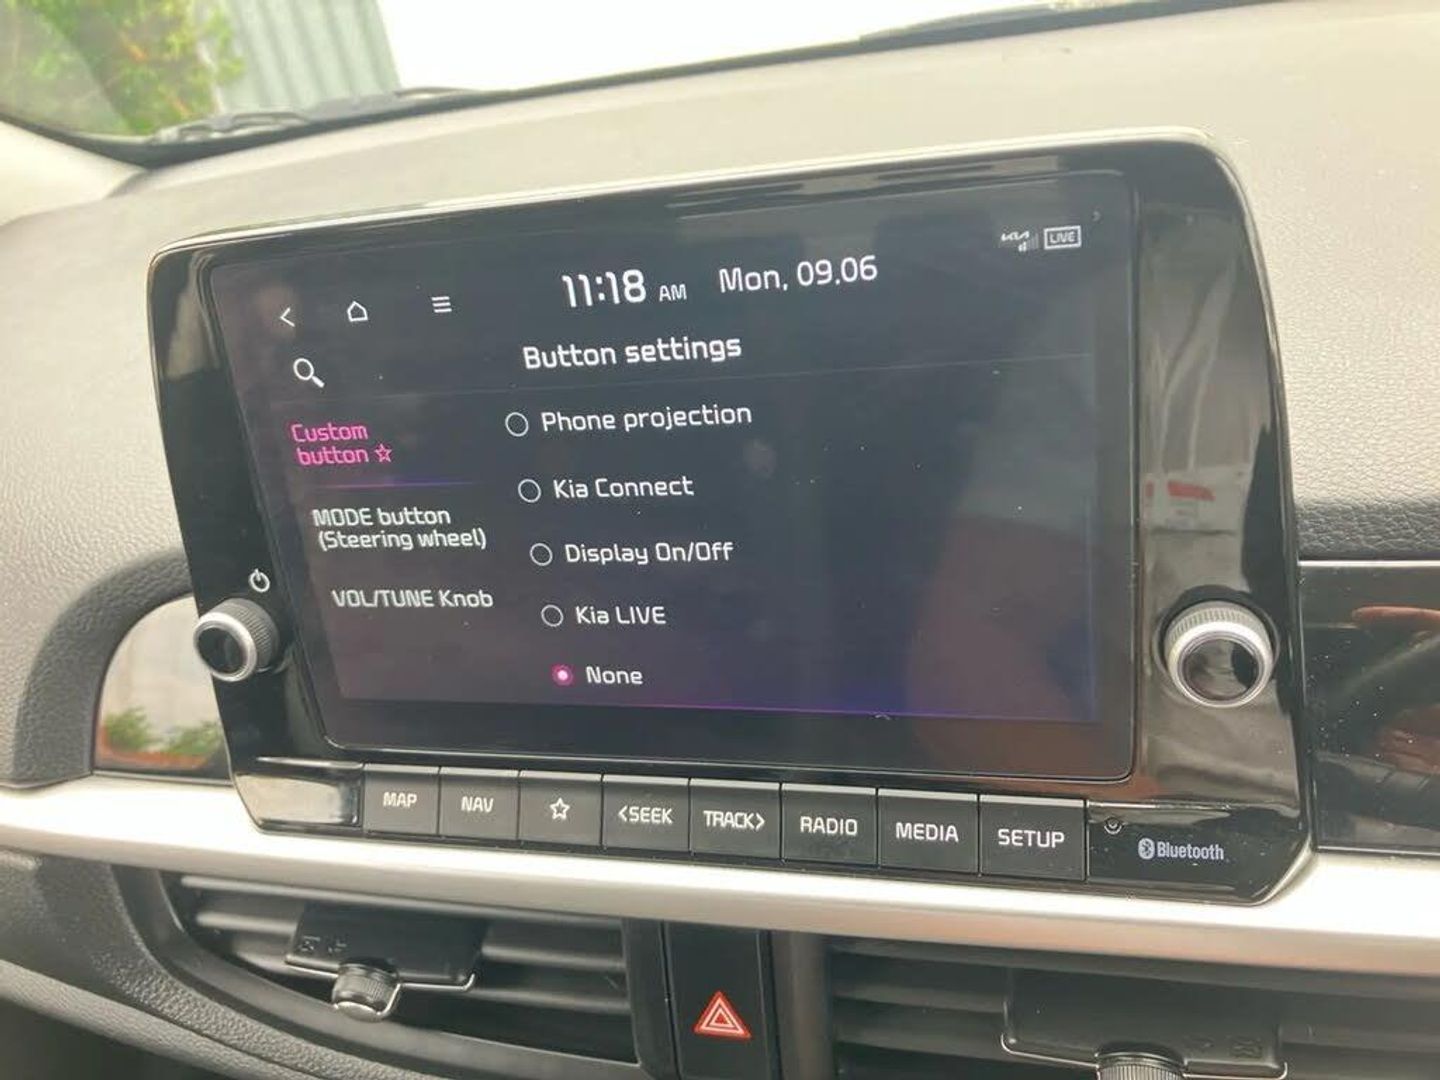 KIA LIVE
11:18 AM Mon, 09.06
Button settings
Custom
button ☆
MODE button
(Steering wheel)
VOL/TUNE Knob
Phone projection
Kia Connect
Display On/Off
Kia LIVE
None
MAP NAV ☆ <SEEK TRACK> RADIO MEDIA SETUP
Bluetooth